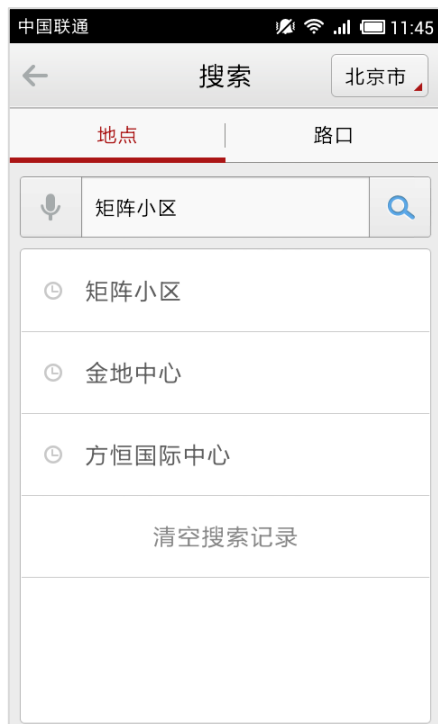 中国联通 11:45
搜索 北京市
地点 路口
矩阵小区
矩阵小区
金地中心
方恒国际中心
清空搜索记录